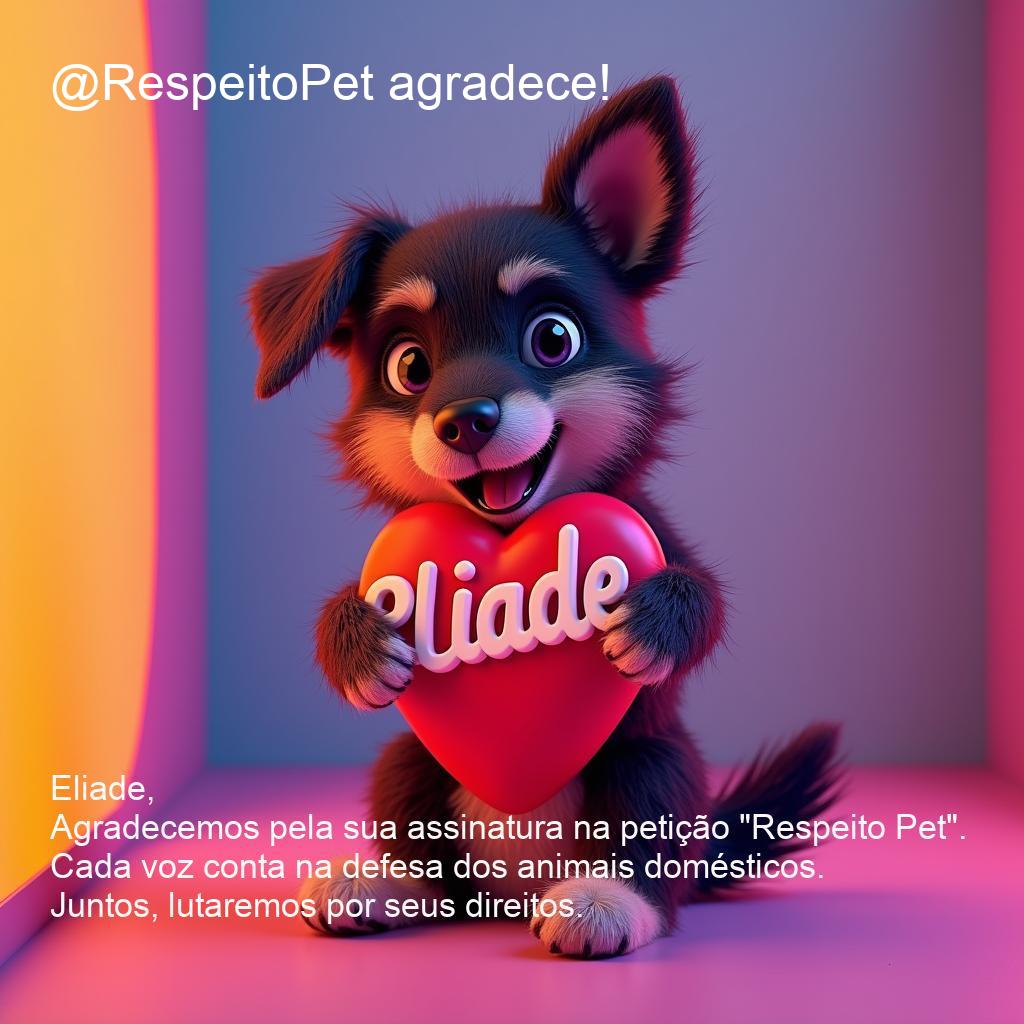 @RespeitoPet agradece!
eliade
Eliade,
Agradecemos pela sua assinatura na petição "Respeito Pet".
Cada voz conta na defesa dos animais domésticos.
Juntos, lutaremos por seus direitos.